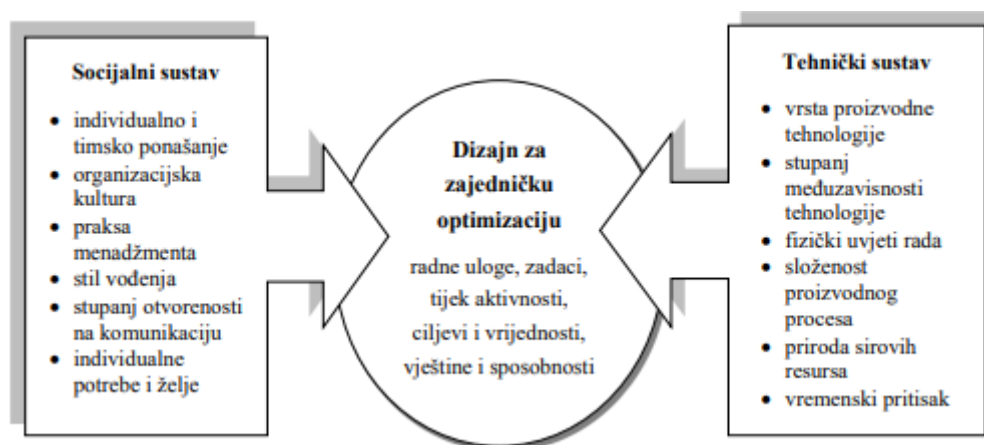 Socijalni sustav
• individualno i
timsko ponašanje
• organizacijska
kultura
• praksa
menadžmenta
• stil vođenja
• stupanj otvorenosti
na komunikaciju
• individualne
potrebe i želje
Dizajn za
zajedničku
optimizaciju
radne uloge, zadaci,
tijek aktivnosti,
ciljevi i vrijednosti,
vještine i sposobnosti
Tehnički sustav
• vrsta proizvodne
tehnologije
• stupanj
međuzavisnosti
tehnologije
• fizički uvjeti rada
• složenost
proizvodnog
procesa
• priroda sirovih
resursa
• vremenski pritisak